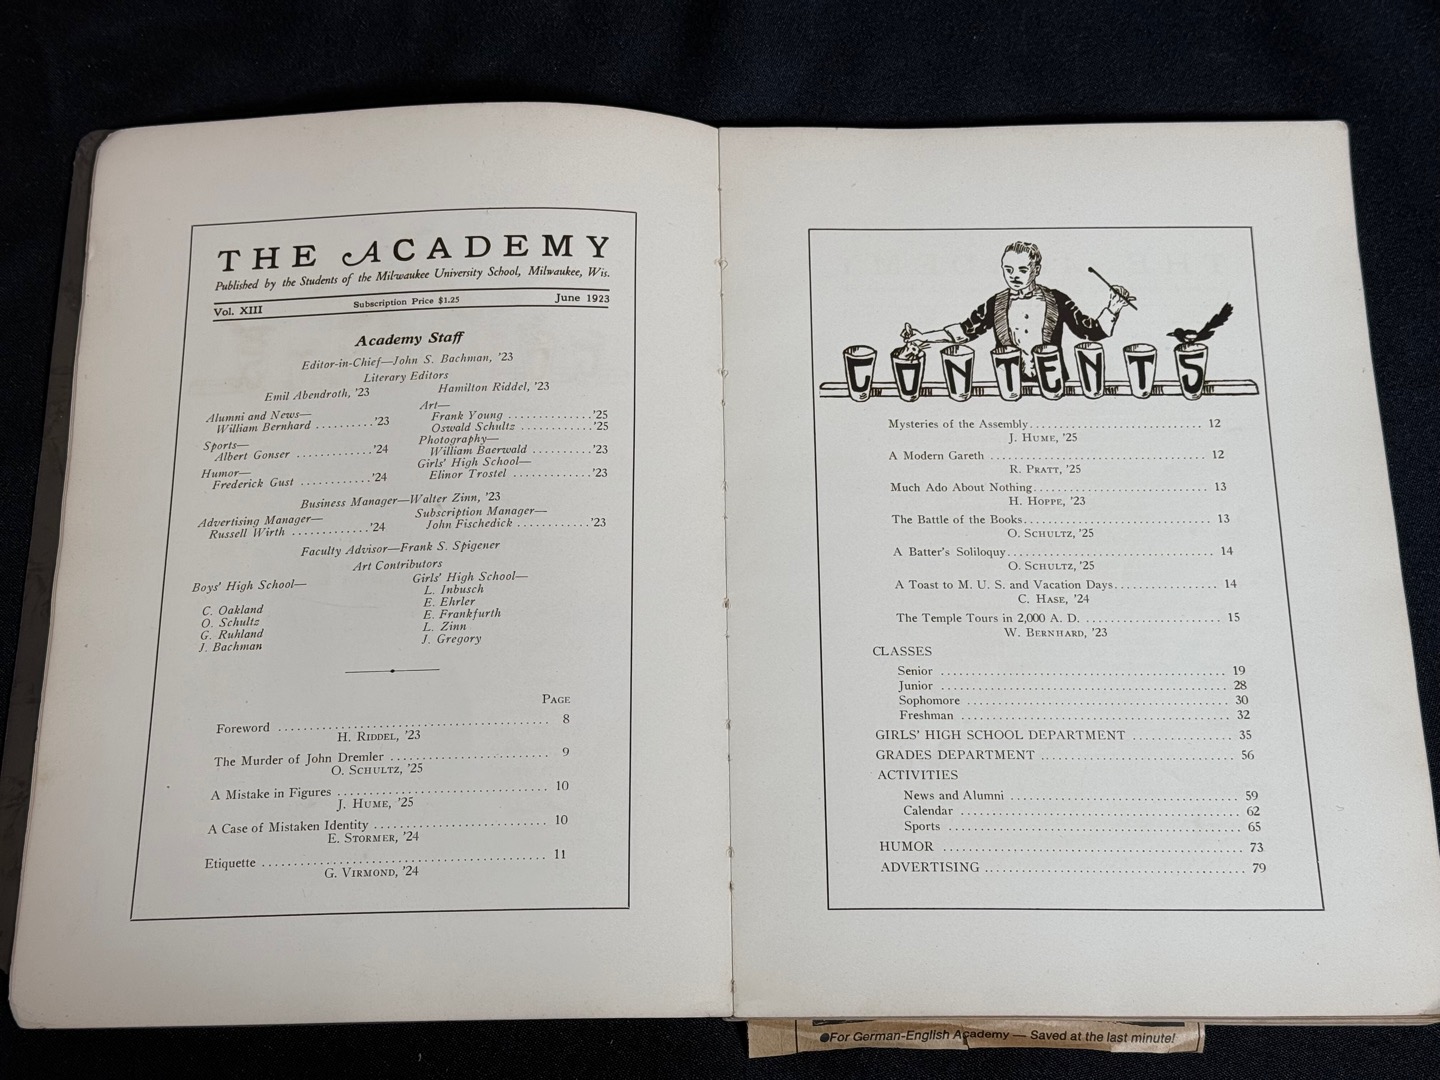 THE ACADEMY
Published by the Students of the Milwaukee University School, Milwaukee, Wis.
Vol. XIII Subscription Price $1.25 June 1923
Academy Staff
Editor-in-Chief—John S. Bachman, '23
Literary Editors
Emil Abendroth, '23 Hamilton Riddel, '23
Alumni and News—
William Bernhard ..........'23
Sports—
Albert Gonser .............'24
Humor—
Frederick Gust ............'24
Art—
Frank Young ..............'25
Oswald Schultz ............'25
Photography—
William Baerwald ..........'23
Girls' High School—
Elinor Trostel .............'23
Business Manager—Walter Zinn, '23
Advertising Manager—
Russell Wirth ..............'24
Subscription Manager—
John Fischedick ............'23
Faculty Advisor—Frank S. Spigener
Art Contributors
Boys' High School—
C. Oakland
O. Schultz
G. Ruhland
J. Bachman
Girls' High School—
L. Inbusch
E. Ehrler
E. Frankfurth
L. Zinn
J. Gregory
PAGE
Foreword ........................................ 8
H. RIDDEL, '23
The Murder of John Dremler ........................ 9
O. SCHULTZ, '25
A Mistake in Figures ................................ 10
J. HUME, '25
A Case of Mistaken Identity .......................... 10
E. STORMER, '24
Etiquette ............................................ 11
G. VIRMOND, '24
CONTENTS
Mysteries of the Assembly........................ 12
J. HUME, '25
A Modern Gareth ................................ 12
R. PRATT, '25
Much Ado About Nothing......................... 13
H. HOPPE, '23
The Battle of the Books........................... 13
O. SCHULTZ, '25
A Batter's Soliloquy .............................. 14
O. SCHULTZ, '25
A Toast to M. U. S. and Vacation Days............... 14
C. HASE, '24
The Temple Tours in 2,000 A. D. .................... 15
W. BERNHARD, '23
CLASSES
Senior .......................................... 19
Junior .......................................... 28
Sophomore ...................................... 30
Freshman ....................................... 32
GIRLS' HIGH SCHOOL DEPARTMENT ............... 35
GRADES DEPARTMENT ............................. 56
ACTIVITIES
News and Alumni ................................ 59
Calendar ........................................ 62
Sports .......................................... 65
HUMOR .......................................... 73
ADVERTISING ..................................... 79
●For German-English Academy — Saved at the last minute!